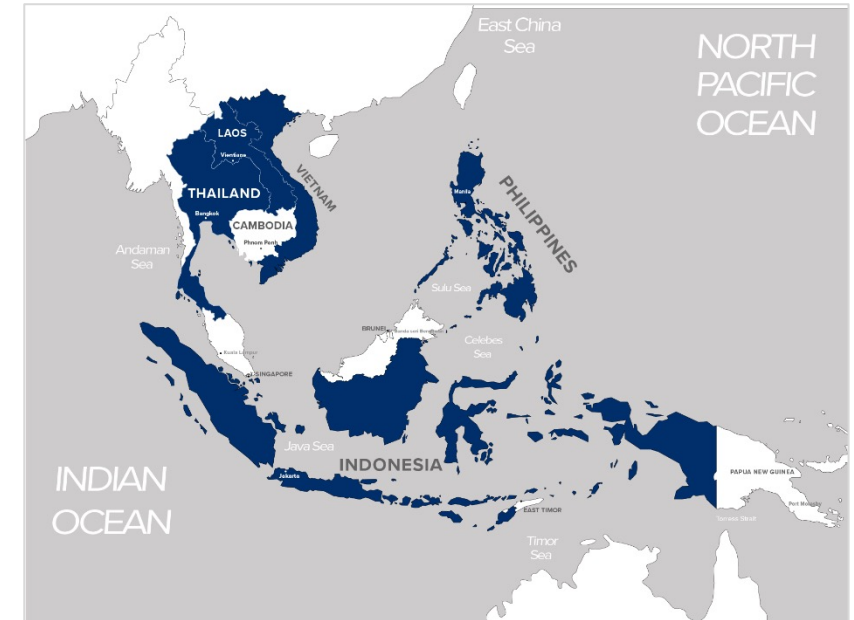 East China
Sea
NORTH
PACIFIC
OCEAN
LAOS
Vientiane
VIETNAM
THAILAND
Bangkok
CAMBODIA
Phnom Penh
Manila
PHILIPPINES
Andaman
Sea
Sulu Sea
BRUNEI
Celebes
Sea
Kuala Lumpur
SINGAPORE
Java Sea
INDONESIA
Jakarta
INDIAN
OCEAN
PAPUA NEW GUINEA
Port Moresby
EAST TIMOR
Torres Strait
Timor
Sea